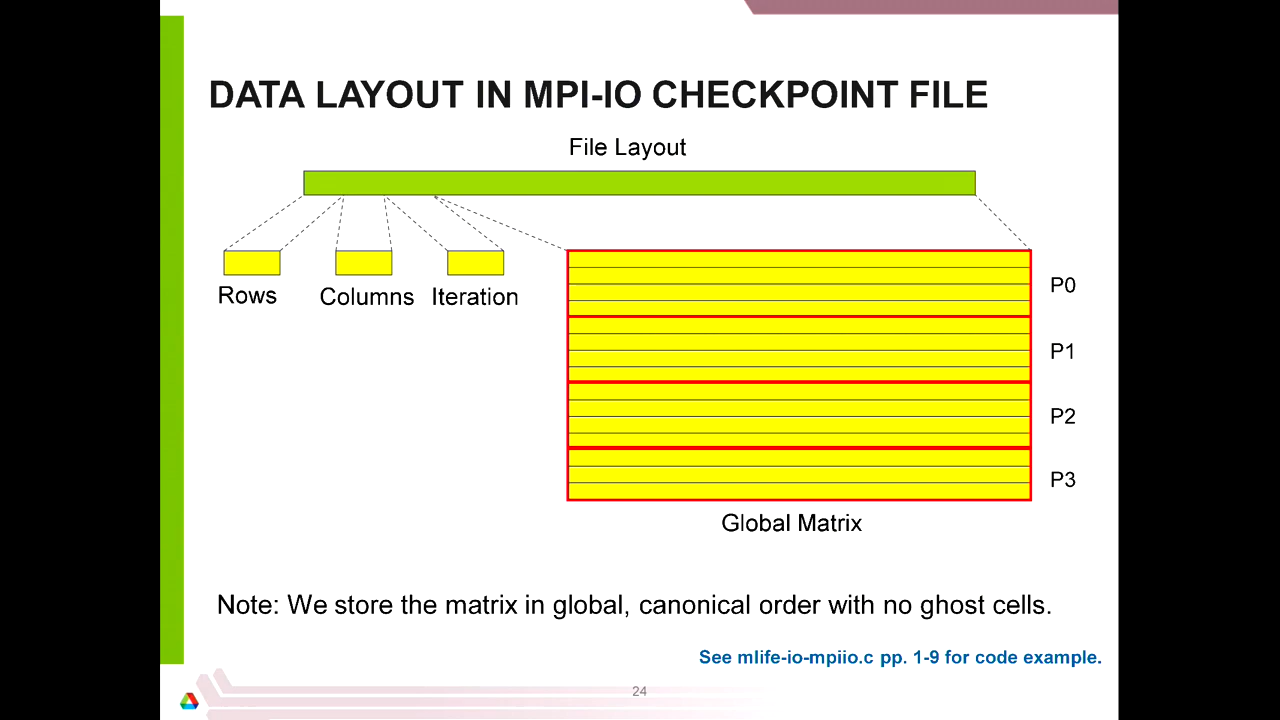 DATA LAYOUT IN MPI-IO CHECKPOINT FILE
File Layout
Rows
Columns
Iteration
P0
P1
P2
P3
Global Matrix
Note: We store the matrix in global, canonical order with no ghost cells.
See mlife-io-mpiio.c pp. 1-9 for code example.
24